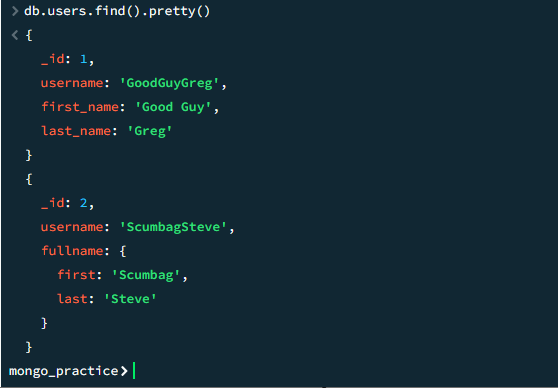 > db.users.find().pretty()
< {
_id: 1,
username: 'GoodGuyGreg',
first_name: 'Good Guy',
last_name: 'Greg'
}
{
_id: 2,
username: 'ScumbagSteve',
fullname: {
first: 'Scumbag',
last: 'Steve'
}
}
mongo_practice>